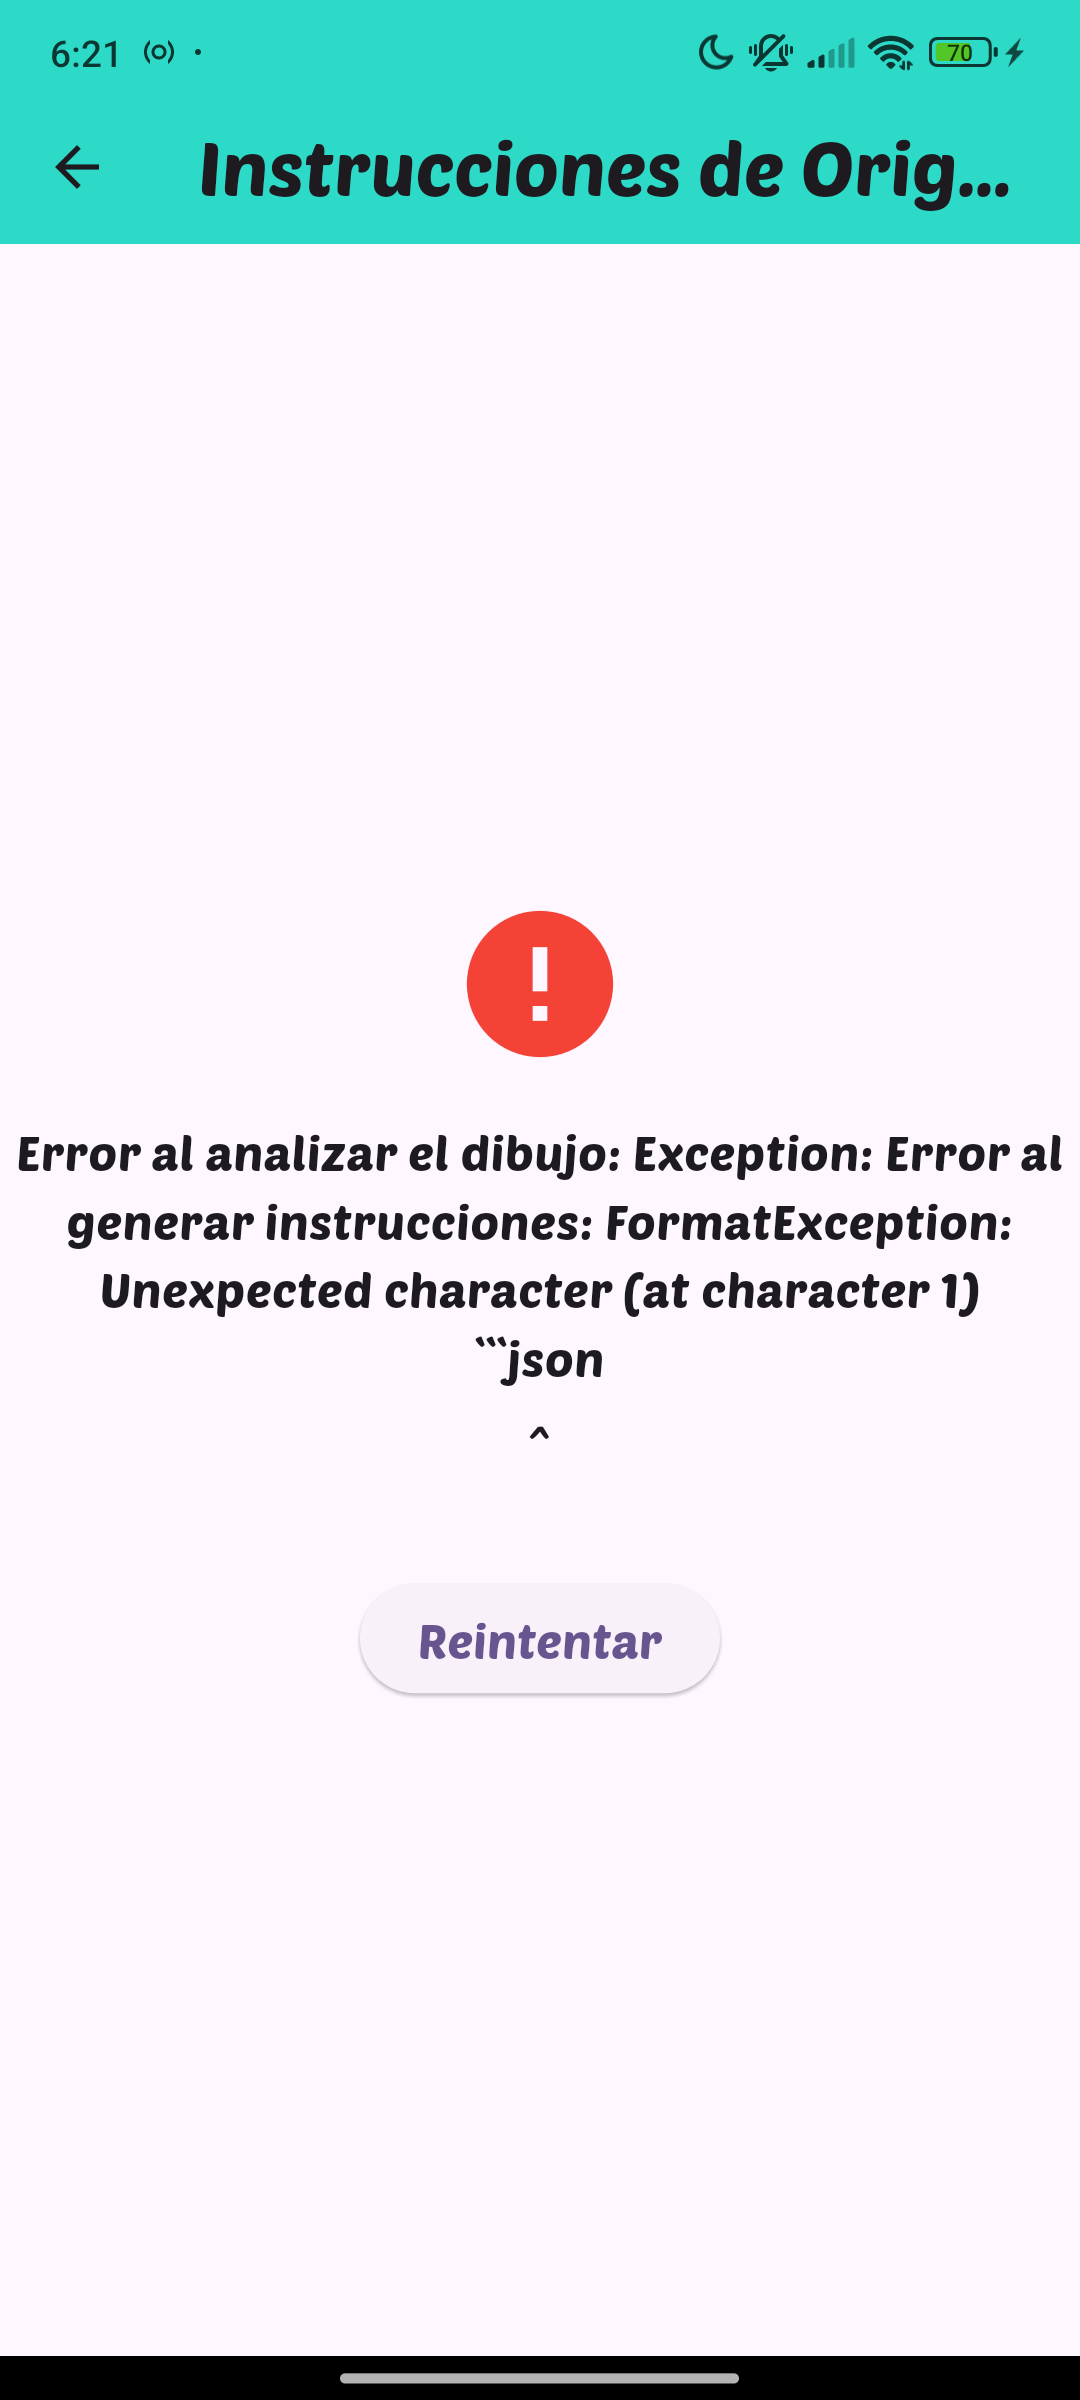 6:21
70
Instrucciones de Orig...
Error al analizar el dibujo: Exception: Error al
generar instrucciones: FormatException:
Unexpected character (at character 1)
```json
^
Reintentar